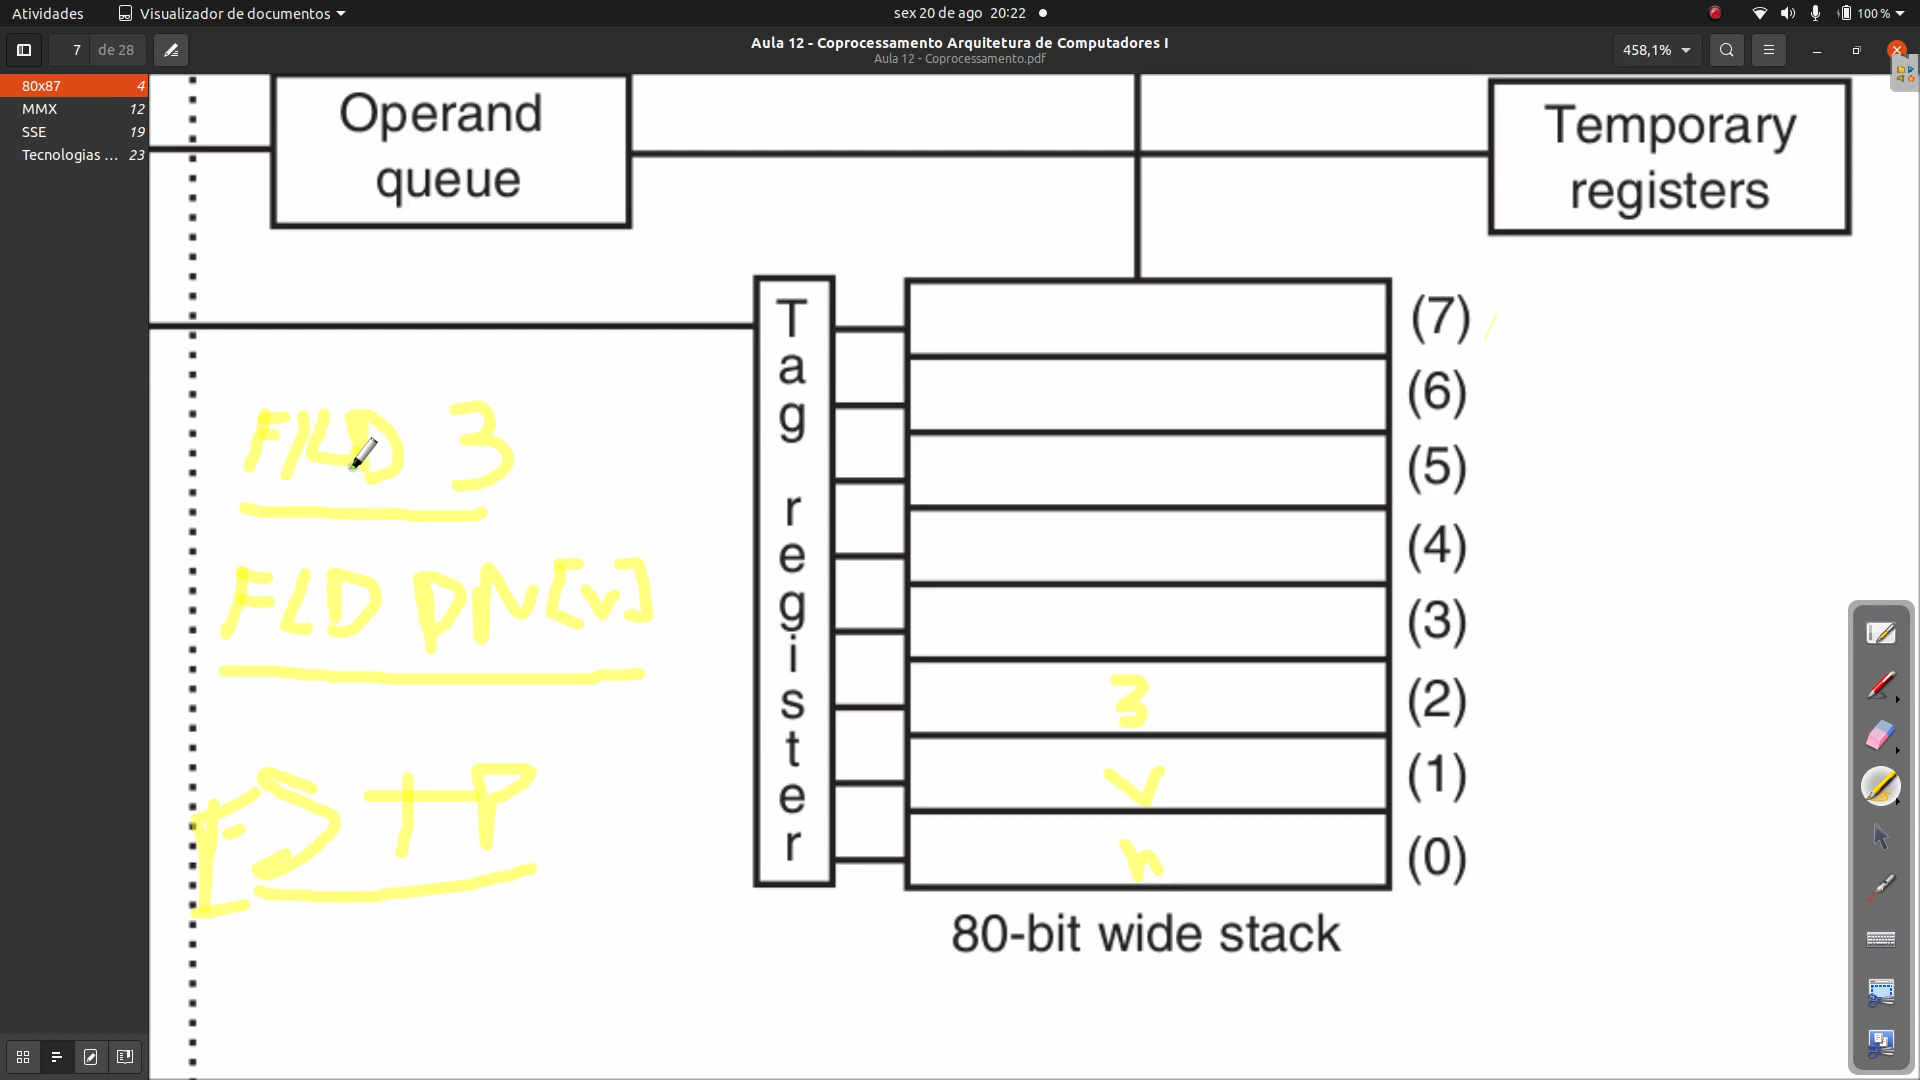 Atividades
Visualizador de documentos
sex 20 de ago 20:22
100 %
7
de 28
Aula 12 - Coprocessamento Arquitetura de Computadores I
Aula 12 - Coprocessamento.pdf
458,1%
80x87 4
MMX 12
SSE 19
Tecnologias ... 23
Operand
queue
Temporary
registers
Tag register
(7)
(6)
(5)
(4)
(3)
(2)
(1)
(0)
3
v
n
FILD 3
FLD
80-bit wide stack